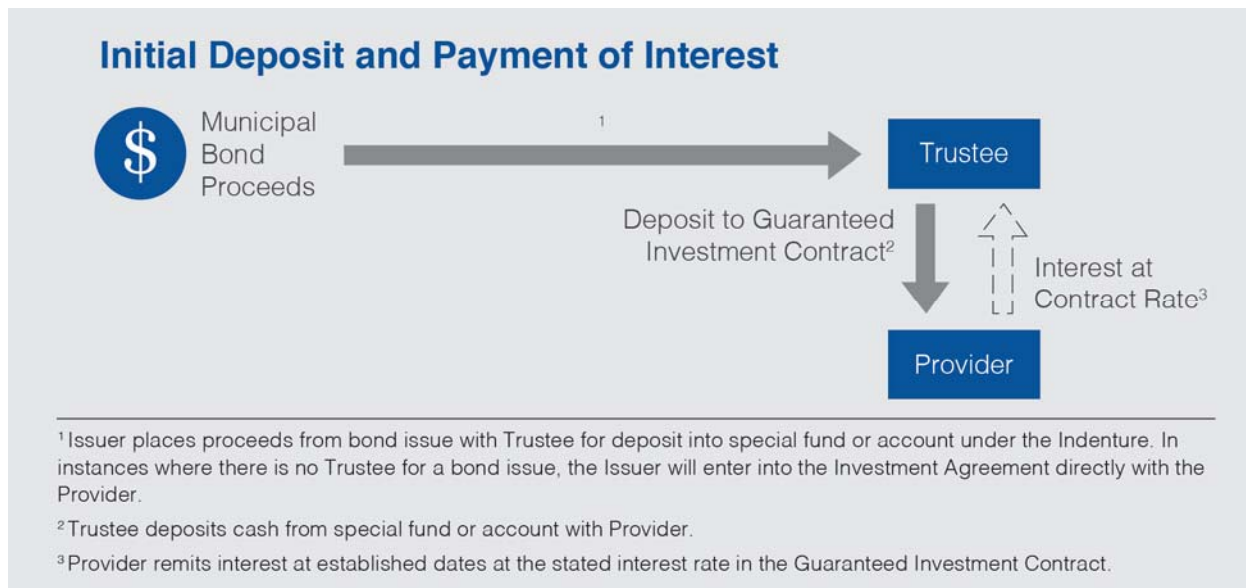 Initial Deposit and Payment of Interest
$
Municipal
Bond
Proceeds
1
Trustee
Deposit to Guaranteed
Investment Contract²
Interest at
Contract Rate³
Provider
¹ Issuer places proceeds from bond issue with Trustee for deposit into special fund or account under the Indenture. In
instances where there is no Trustee for a bond issue, the Issuer will enter into the Investment Agreement directly with the
Provider.
² Trustee deposits cash from special fund or account with Provider.
³ Provider remits interest at established dates at the stated interest rate in the Guaranteed Investment Contract.